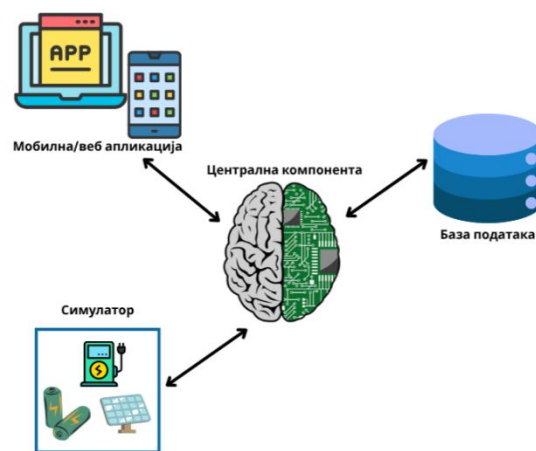 APP
Мобилна/веб апликација
Централна компонента
База података
Симулатор